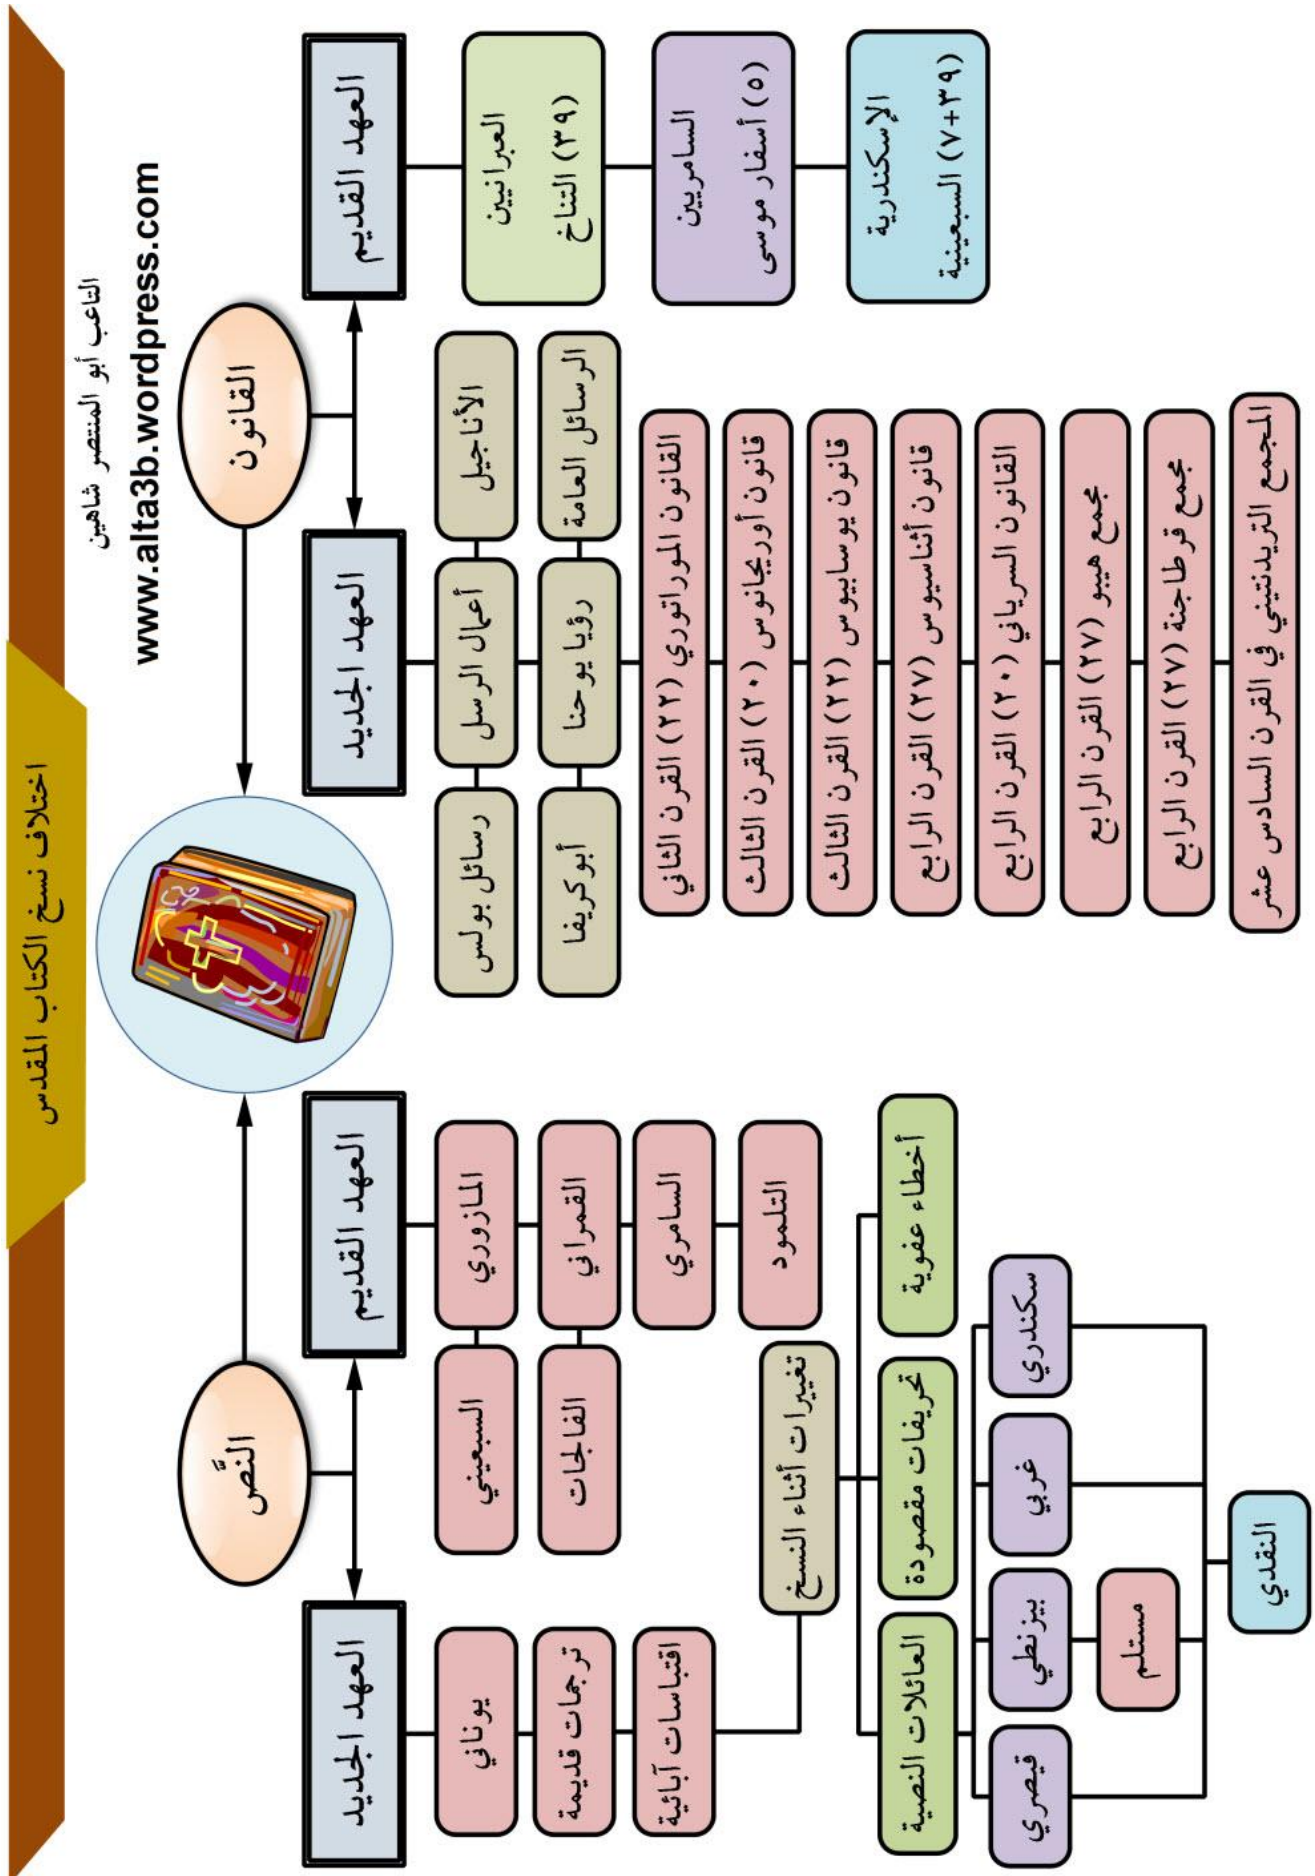 اختلاف نسخ الكتاب المقدس
التاعب أبو المنتصر شاهين
www.alta3b.wordpress.com
القانون
العهد القديم
العبرانيين
التناخ (٣٩)
السامريين
أسفار موسى (٥)
الإسكندرية
السبعينية (٣٩+٧)
العهد الجديد
الأناجيل
أعمال الرسل
رسائل بولس
الرسائل العامة
رؤيا يوحنا
أبوكريفا
القانون الموراتوري (٢٢) القرن الثاني
قانون أوريجانوس (٢٠) القرن الثالث
قانون يوسابيوس (٢٢) القرن الثالث
قانون أثناسيوس (٢٧) القرن الرابع
القانون السرياني (٢٠) القرن الرابع
مجمع هيبو (٢٧) القرن الرابع
مجمع قرطاجنة (٢٧) القرن الرابع
المجمع التريدنتيني في القرن السادس عشر
النصَّ
العهد القديم
المازوري
السبعيني
القمراني
الفالجات
السامري
التلمود
العهد الجديد
يوناني
ترجمات قديمة
اقتباسات آبائية
تغييرات أثناء النسخ
أخطاء عفوية
تحريفات مقصودة
العائلات النصية
سكندري
غربي
بيزنطي
قيصري
مستلم
النقدي